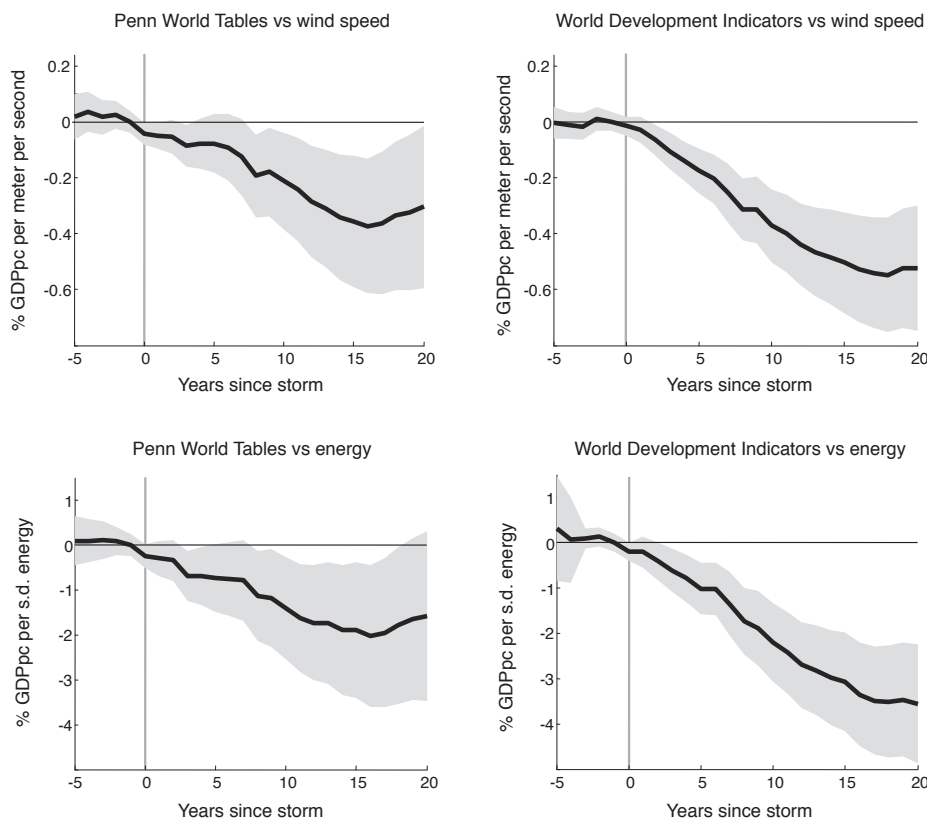 Penn World Tables vs wind speed
% GDPpc per meter per second
0.2
0
-0.2
-0.4
-0.6
-5 0 5 10 15 20
Years since storm
World Development Indicators vs wind speed
% GDPpc per meter per second
0.2
0
-0.2
-0.4
-0.6
-5 0 5 10 15 20
Years since storm
Penn World Tables vs energy
% GDPpc per s.d. energy
1
0
-1
-2
-3
-4
-5 0 5 10 15 20
Years since storm
World Development Indicators vs energy
% GDPpc per s.d. energy
1
0
-1
-2
-3
-4
-5 0 5 10 15 20
Years since storm